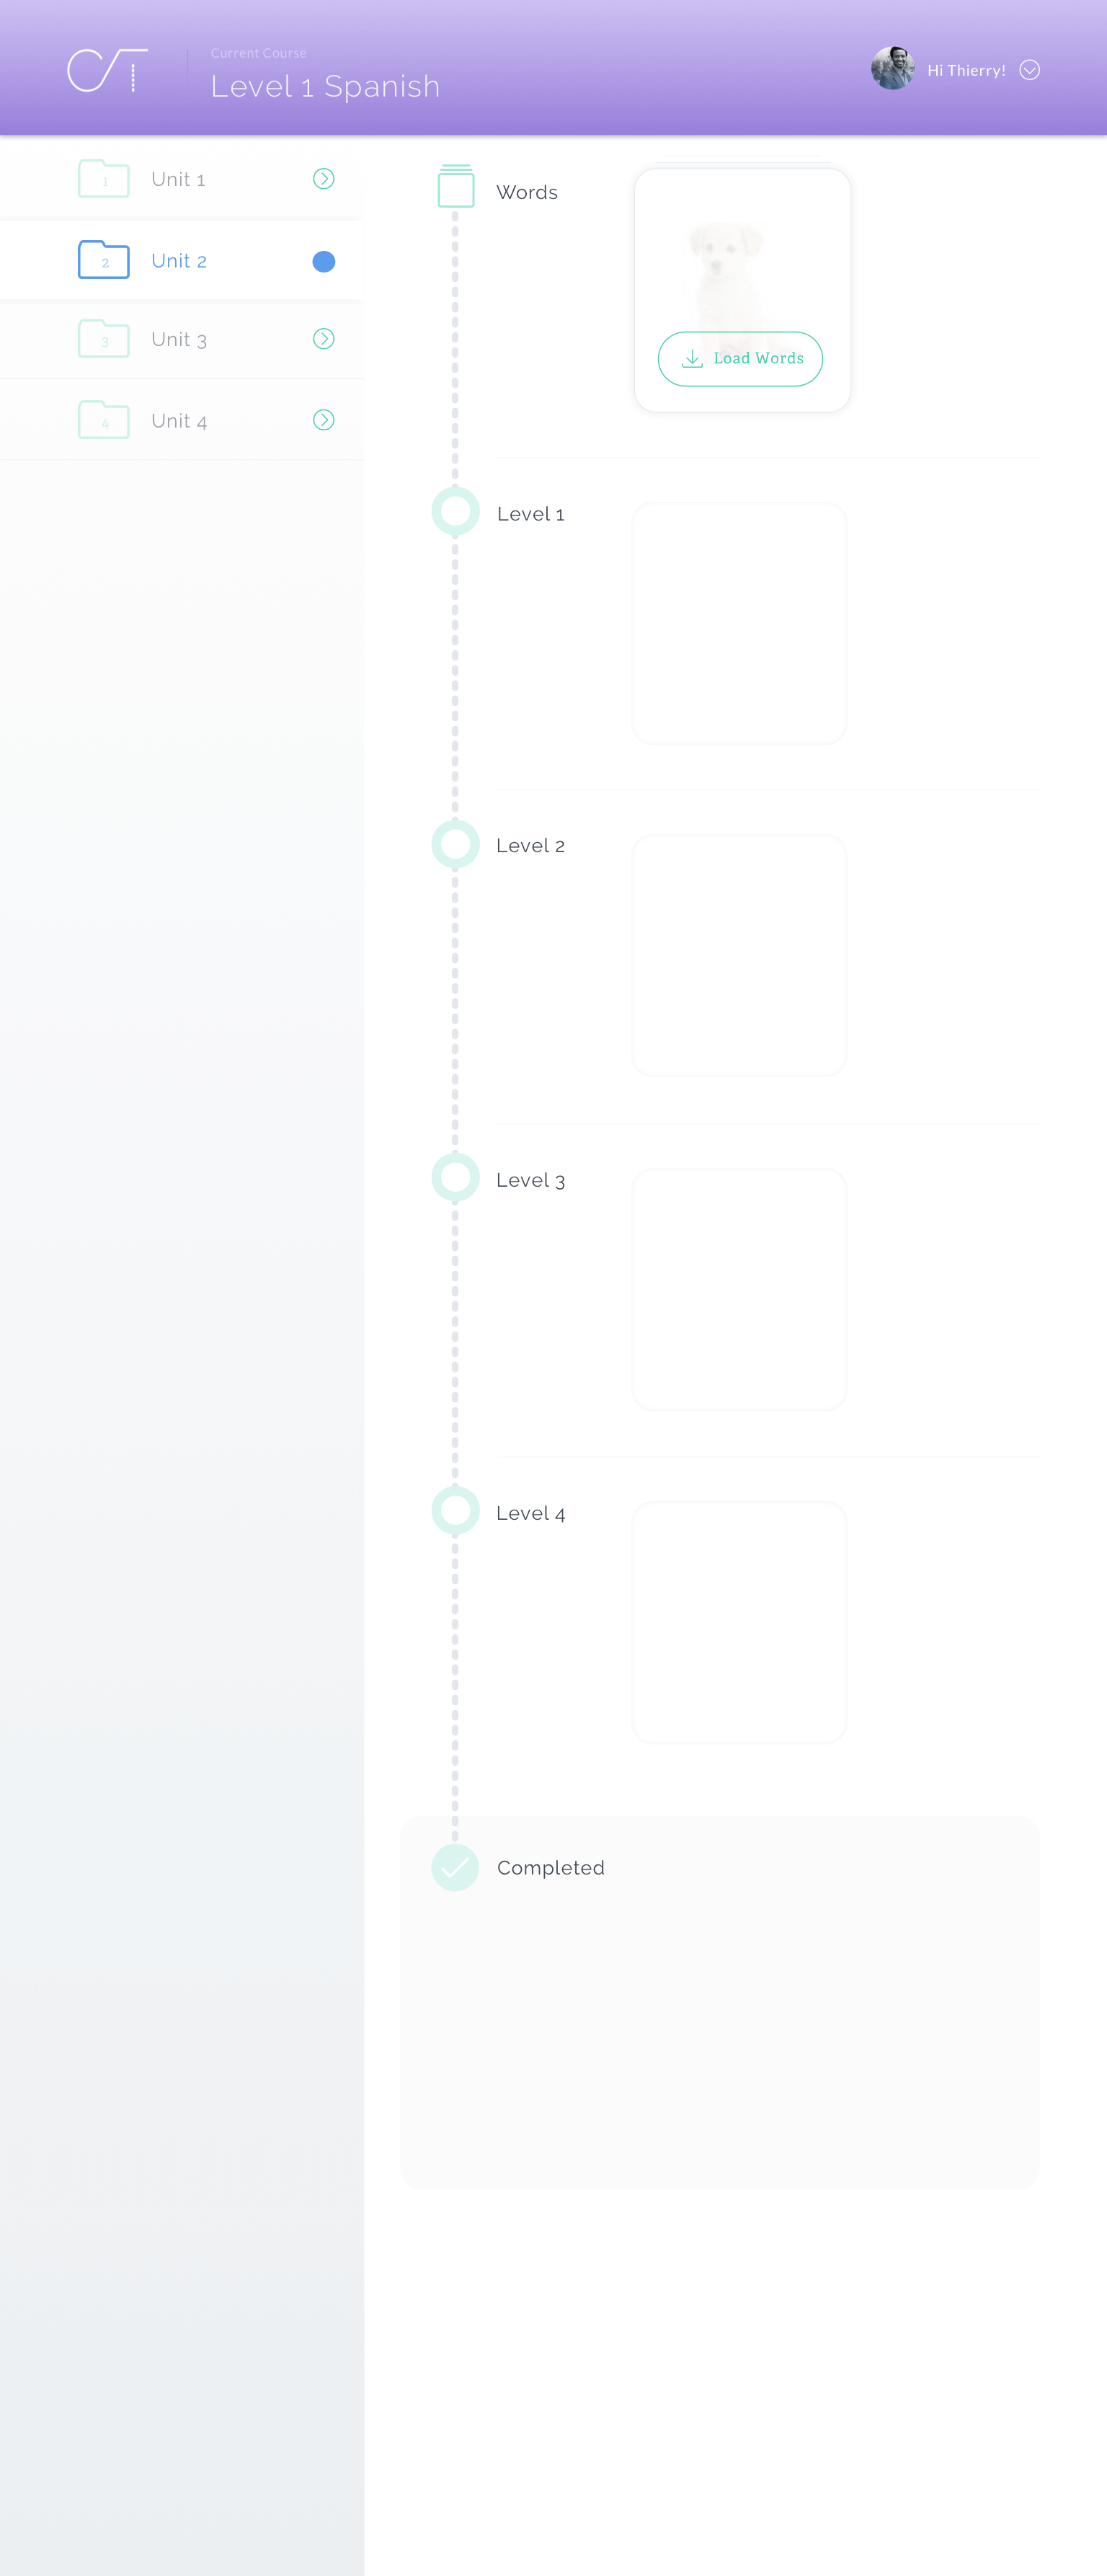 CT
Current Course
Level 1 Spanish
Hi Thierry!
1
Unit 1
2
Unit 2
3
Unit 3
4
Unit 4
Words
Load Words
Level 1
Level 2
Level 3
Level 4
Completed